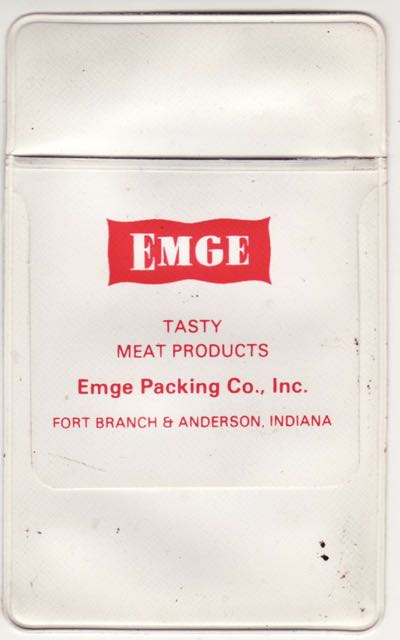 EMGE
TASTY
MEAT PRODUCTS
Emge Packing Co., Inc.
FORT BRANCH & ANDERSON, INDIANA